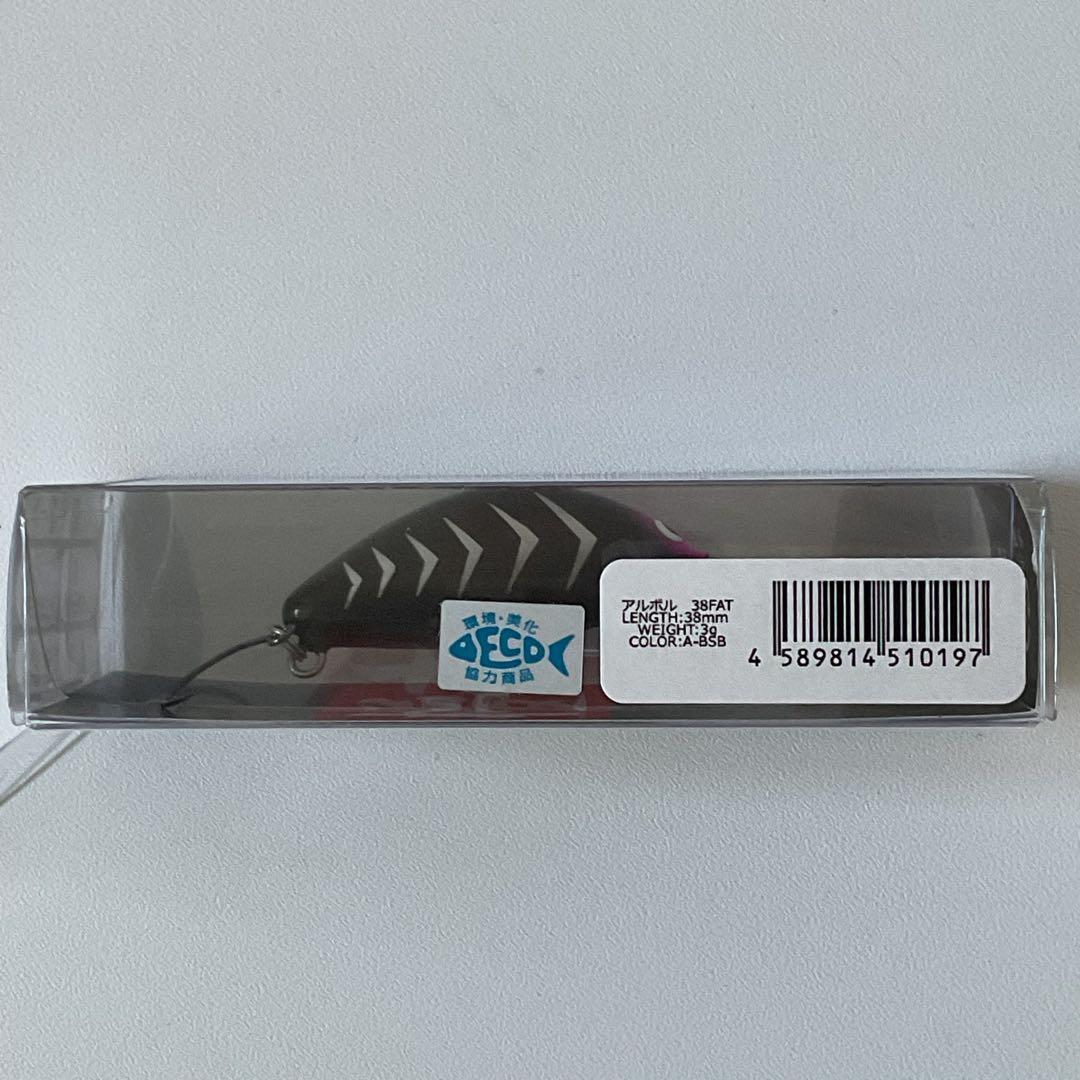 環境・美化
DECO
協力商品
アルボル 38FAT
LENGTH:38mm
WEIGHT:3g
COLOR:A-BSB
4 589814 510197